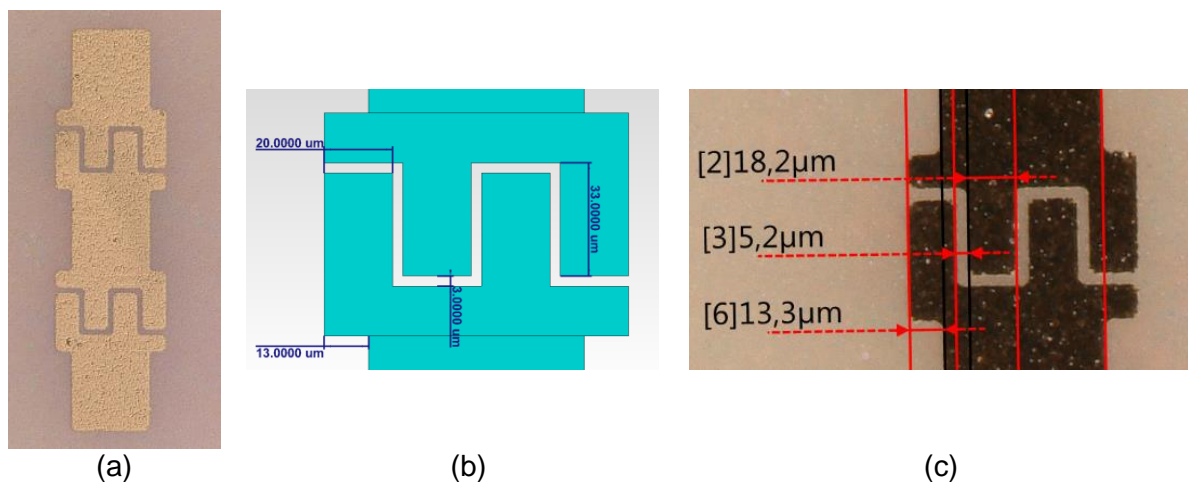 20.0000 um
33.0000 um
3.0000 um
13.0000 um
[2]18,2µm
[3]5,2µm
[6]13,3µm
(a)
(b)
(c)